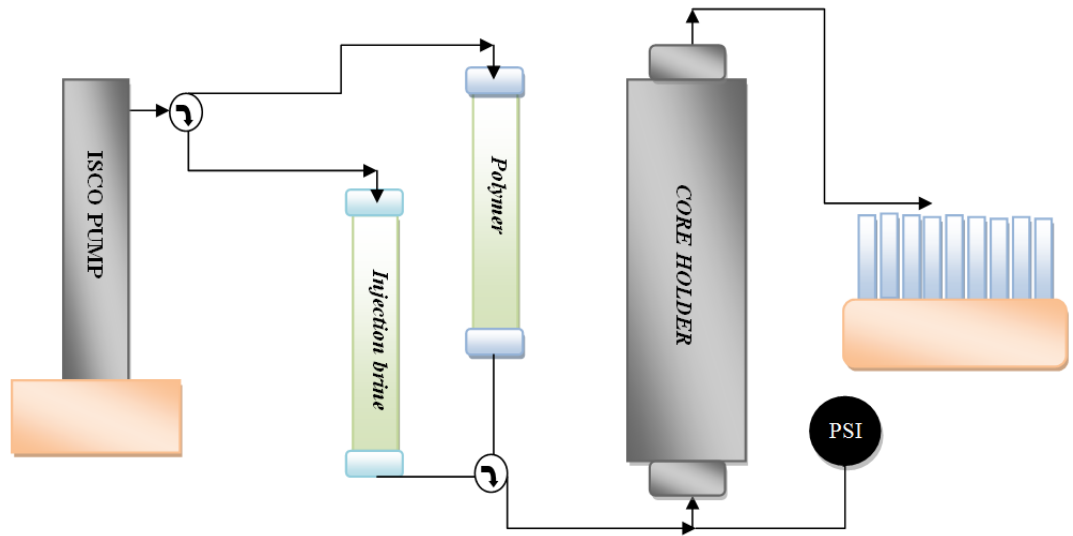 ISCO PUMP
Injection brine
Polymer
CORE HOLDER
PSI